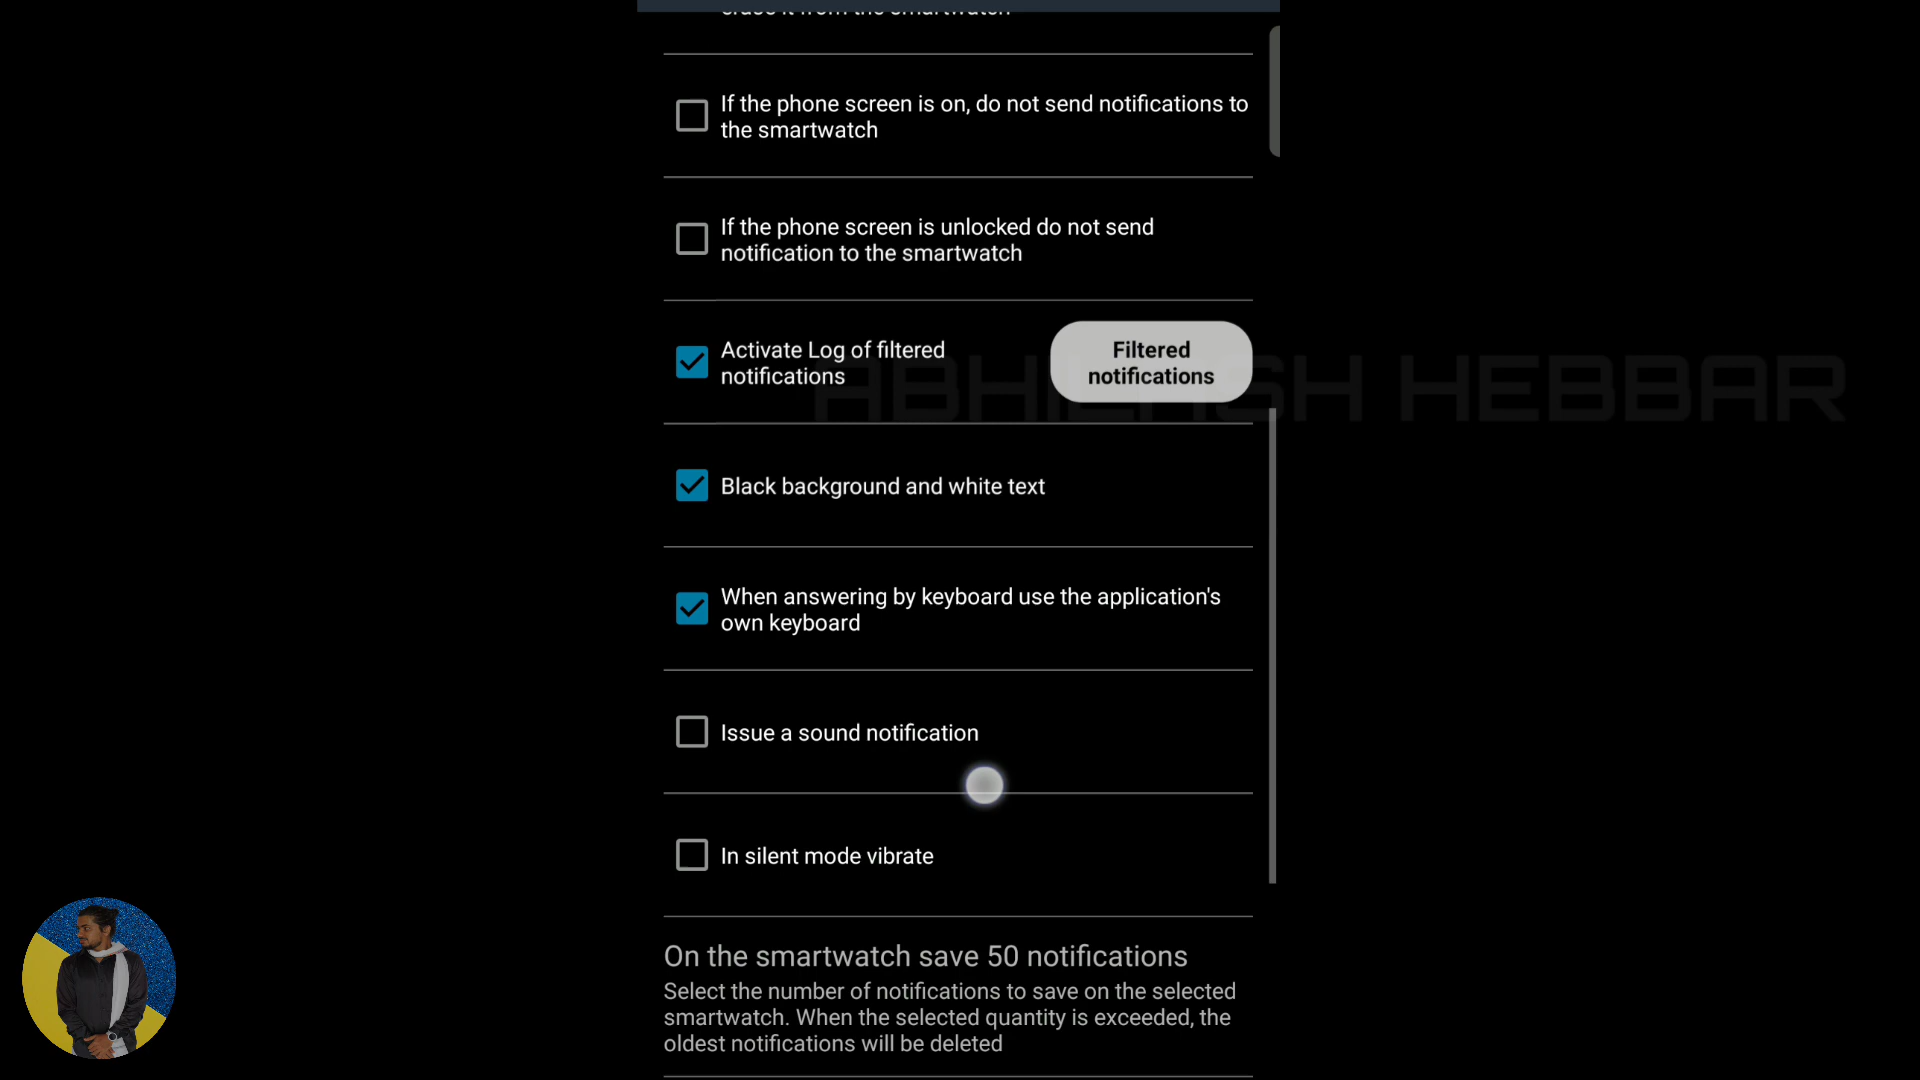 If the phone screen is on, do not send notifications to
the smartwatch
If the phone screen is unlocked do not send
notification to the smartwatch
Activate Log of filtered
notifications
Filtered
notifications
ABHILASH HEBBAR
Black background and white text
When answering by keyboard use the application's
own keyboard
Issue a sound notification
In silent mode vibrate
On the smartwatch save 50 notifications
Select the number of notifications to save on the selected
smartwatch. When the selected quantity is exceeded, the
oldest notifications will be deleted